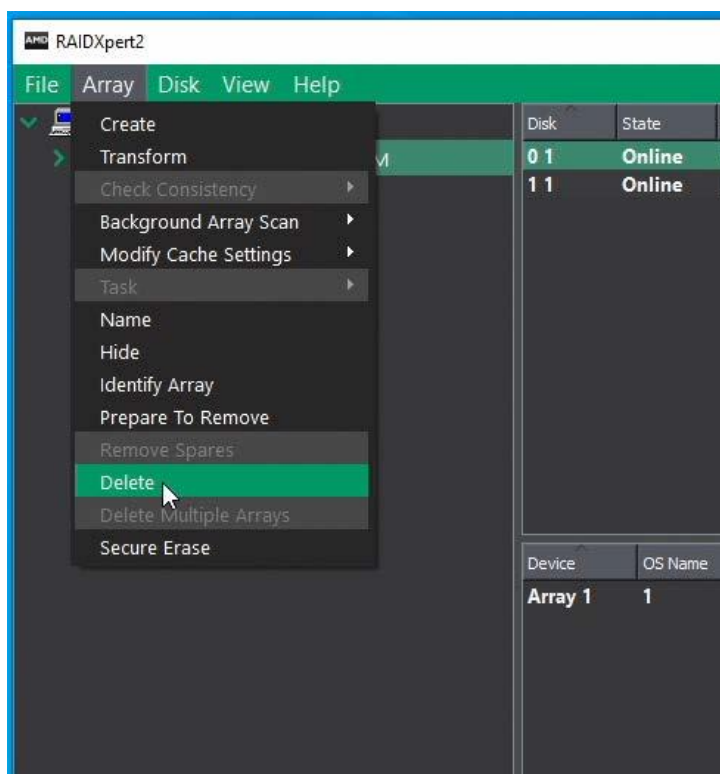 AMD RAIDXpert2
File Array Disk View Help
Create
Transform
Check Consistency
Background Array Scan
Modify Cache Settings
Task
Name
Hide
Identify Array
Prepare To Remove
Remove Spares
Delete
Delete Multiple Arrays
Secure Erase
M
Disk State
0 1 Online
1 1 Online
Device OS Name
Array 1 1